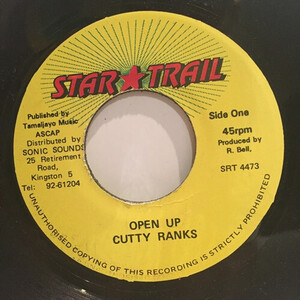 STAR TRAIL
Published by
Tamaijayo Music
ASCAP
Distributed by
SONIC SOUNDS
25 Retirement
Road,
Kingston 5
Tel: 92-61204
Side One
45rpm
Produced by
R. Bell,
SRT 4473
OPEN UP
CUTTY RANKS
UNAUTHORISED COPYING OF THIS RECORDING IS STRICTLY PROHIBITED